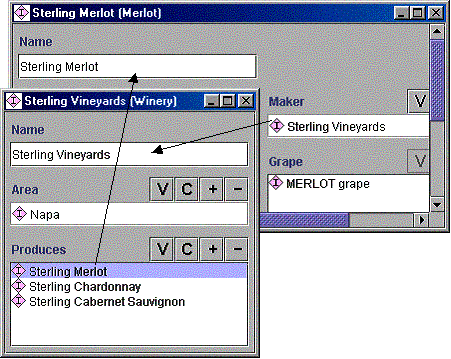 Sterling Merlot (Merlot)
Name
Sterling Merlot
Maker
V
Sterling Vineyards
Grape
V
MERLOT grape
Sterling Vineyards (Winery)
Name
Sterling Vineyards
Area
V C + −
Napa
Produces
V C + −
Sterling Merlot
Sterling Chardonnay
Sterling Cabernet Sauvignon